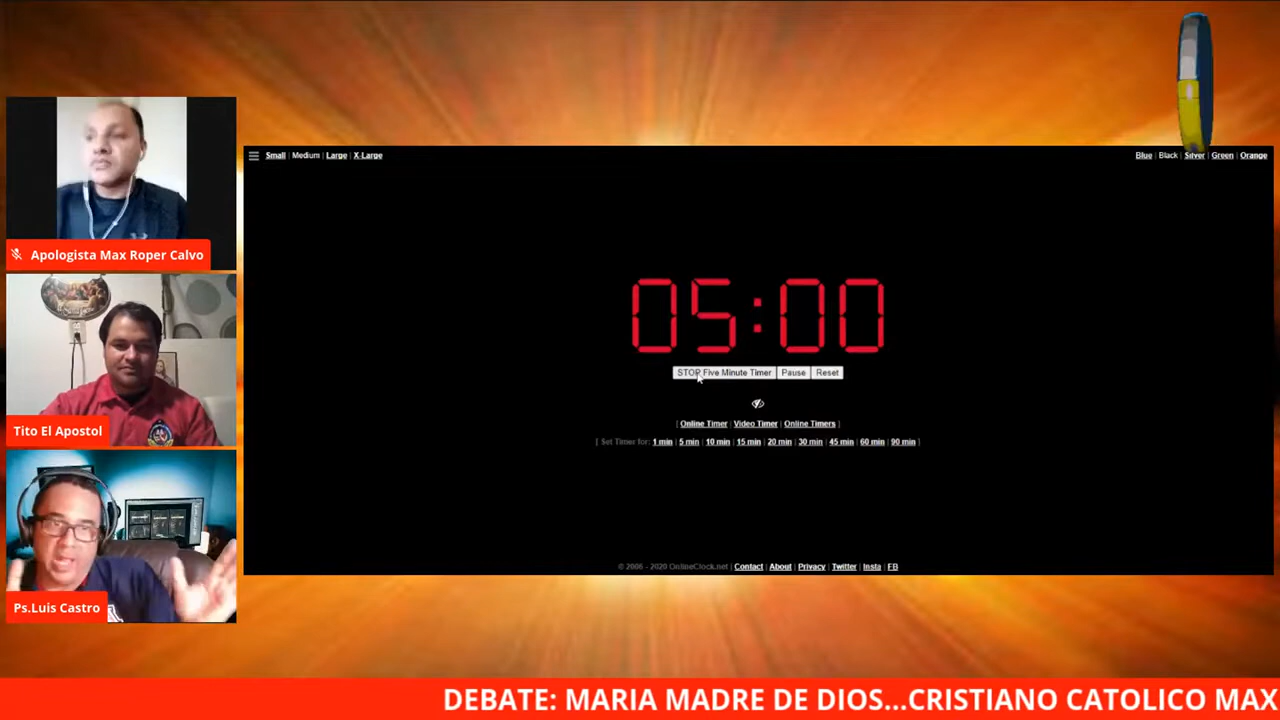 Small | Medium | Large | X-Large
Blue | Black | Silver | Green | Orange
Apologista Max Roper Calvo
Tito El Apostol
Ps.Luis Castro
05:00
STOP Five Minute Timer Pause Reset
| Online Timer | Video Timer | Online Timers |
[ Set Timer for: 1 min | 5 min | 10 min | 15 min | 20 min | 30 min | 45 min | 60 min | 90 min ]
© 2006 - 2020 OnlineClock.net | Contact | About | Privacy | Twitter | Insta | FB
DEBATE: MARIA MADRE DE DIOS...CRISTIANO CATOLICO MAX